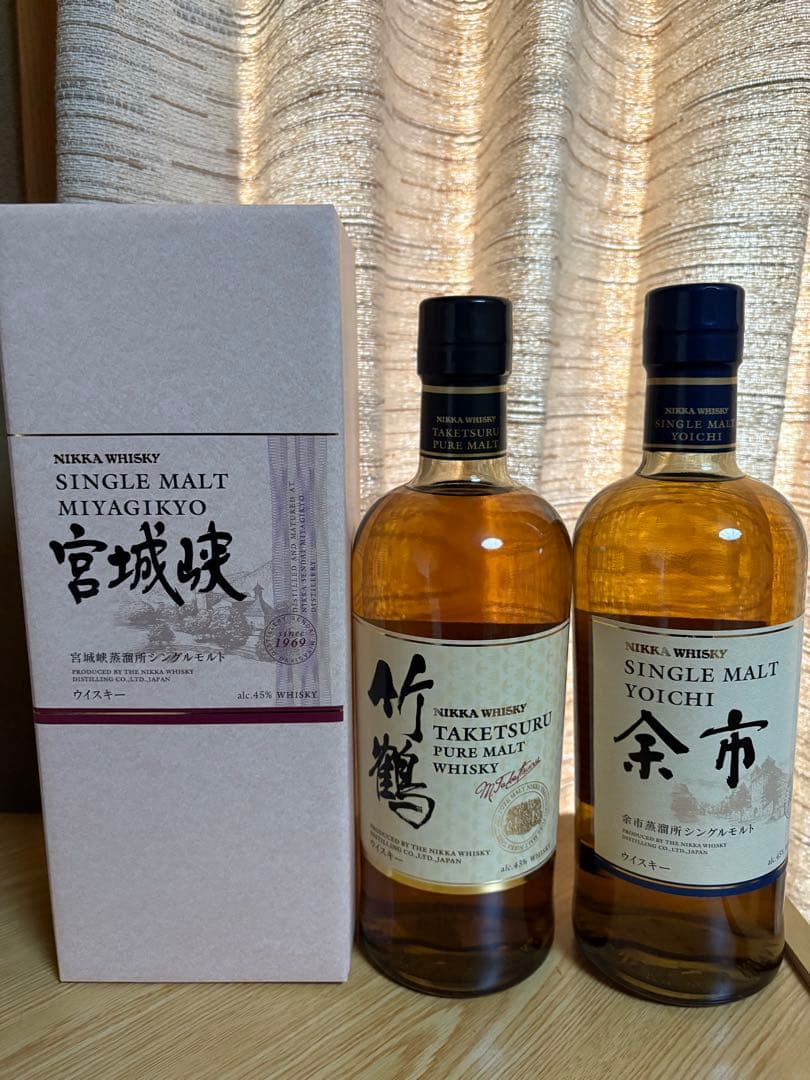 NIKKA WHISKY
SINGLE MALT
MIYAGIKYO
宮城峡
DISTILLED AND MATURED AT
NIKKA SENDAI MIYAGIKYO
DISTILLERY
since
1969
宮城峡蒸溜所シングルモルト
PRODUCED BY THE NIKKA WHISKY
DISTILLING CO.,LTD.,JAPAN
ウイスキー
alc.45% WHISKY
NIKKA WHISKY
TAKETSURU
PURE MALT
竹鶴
NIKKA WHISKY
TAKETSURU
PURE MALT
WHISKY
PRODUCED BY THE NIKKA WHISKY
DISTILLING CO.,LTD.,JAPAN
ウイスキー
alc.43% WHISKY
NIKKA WHISKY
SINGLE MALT
YOICHI
NIKKA WHISKY
SINGLE MALT
YOICHI
余市
余市蒸溜所シングルモルト
PRODUCED BY THE NIKKA WHISKY
DISTILLING CO.,LTD.,JAPAN
ウイスキー